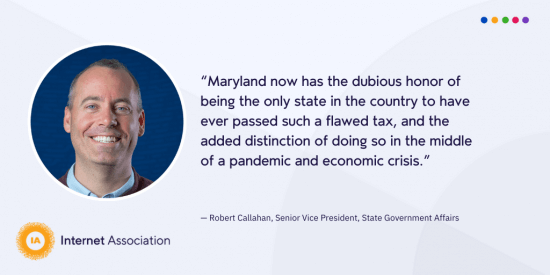 “Maryland now has the dubious honor of
being the only state in the country to have
ever passed such a flawed tax, and the
added distinction of doing so in the middle
of a pandemic and economic crisis.”
— Robert Callahan, Senior Vice President, State Government Affairs
IA
Internet Association